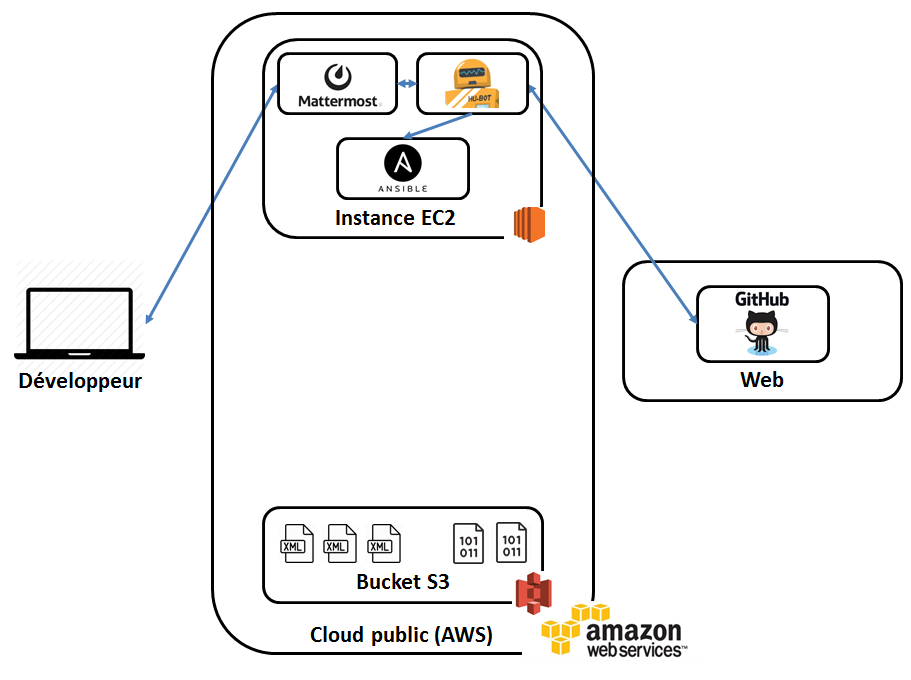 Mattermost
HU-BOT
ANSIBLE
Instance EC2
GitHub
Développeur
Web
XML
XML
XML
101
011
101
011
Bucket S3
Cloud public (AWS)
amazon
webservices™